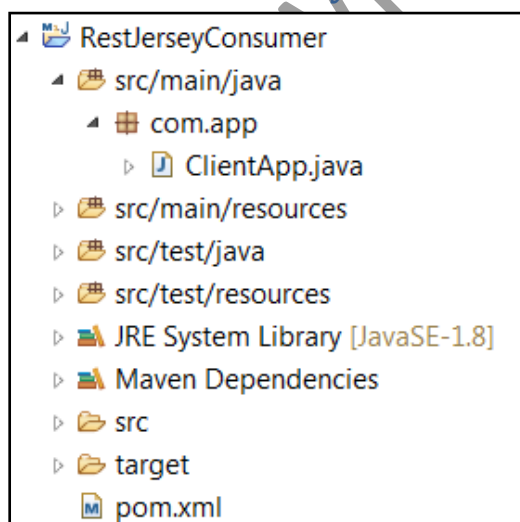 RestJerseyConsumer
src/main/java
com.app
ClientApp.java
src/main/resources
src/test/java
src/test/resources
JRE System Library [JavaSE-1.8]
Maven Dependencies
src
target
pom.xml